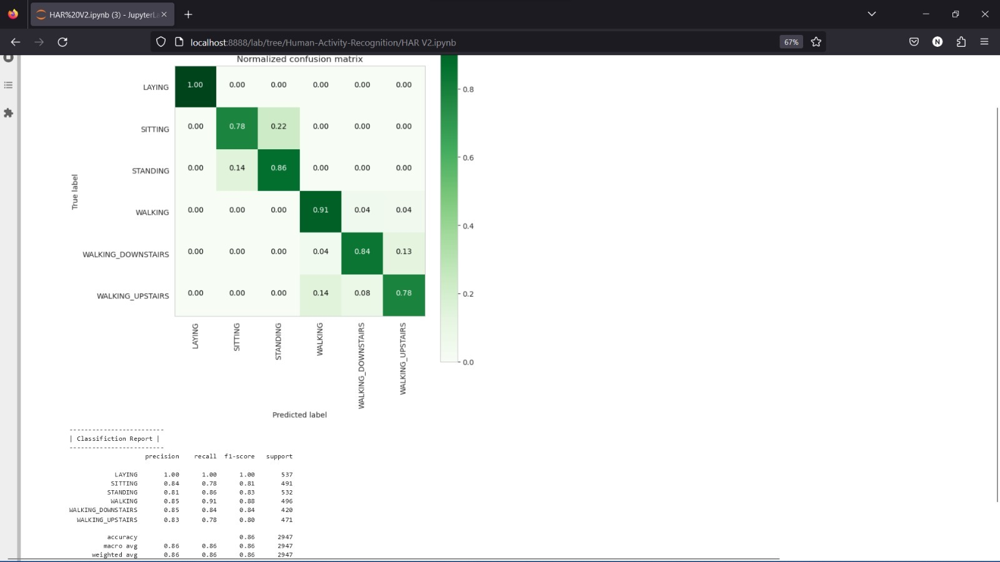 HAR%20V2.ipynb (3) - JupyterLa
localhost:8888/lab/tree/Human-Activity-Recognition/HAR V2.ipynb
67%
N
Normalized confusion matrix
LAYING 1.00 0.00 0.00 0.00 0.00 0.00
SITTING 0.00 0.78 0.22 0.00 0.00 0.00
STANDING 0.00 0.14 0.86 0.00 0.00 0.00
WALKING 0.00 0.00 0.00 0.91 0.04 0.04
WALKING_DOWNSTAIRS 0.00 0.00 0.00 0.04 0.84 0.13
WALKING_UPSTAIRS 0.00 0.00 0.00 0.14 0.08 0.78
True label
LAYING
SITTING
STANDING
WALKING
WALKING_DOWNSTAIRS
WALKING_UPSTAIRS
Predicted label
0.8
0.6
0.4
0.2
0.0
-------------------------
| Classifiction Report |
-------------------------
precision recall f1-score support
LAYING 1.00 1.00 1.00 537
SITTING 0.84 0.78 0.81 491
STANDING 0.81 0.86 0.83 532
WALKING 0.85 0.91 0.88 496
WALKING_DOWNSTAIRS 0.85 0.84 0.84 420
WALKING_UPSTAIRS 0.83 0.78 0.80 471
accuracy 0.86 2947
macro avg 0.86 0.86 0.86 2947
weighted avg 0.86 0.86 0.86 2947